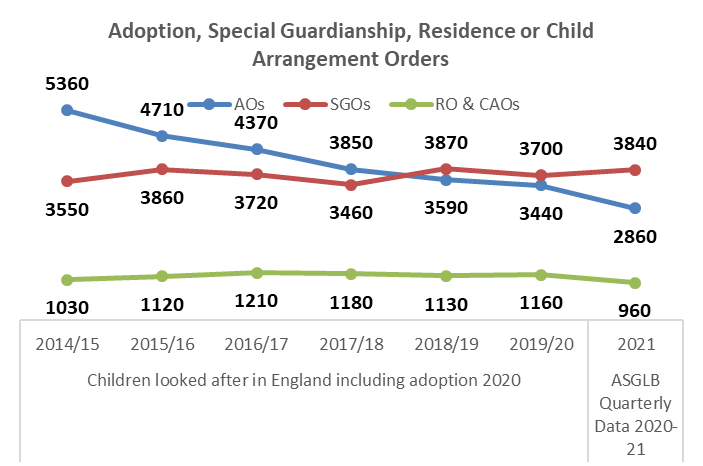 Adoption, Special Guardianship, Residence or Child
Arrangement Orders
AOs SGOs RO & CAOs
5360 4710 4370 3850 3870 3700 3840
3550 3860 3720 3460 3590 3440 2860
1030 1120 1210 1180 1130 1160 960
2014/15 2015/16 2016/17 2017/18 2018/19 2019/20 2021
Children looked after in England including adoption 2020
ASGLB
Quarterly
Data 2020-
21